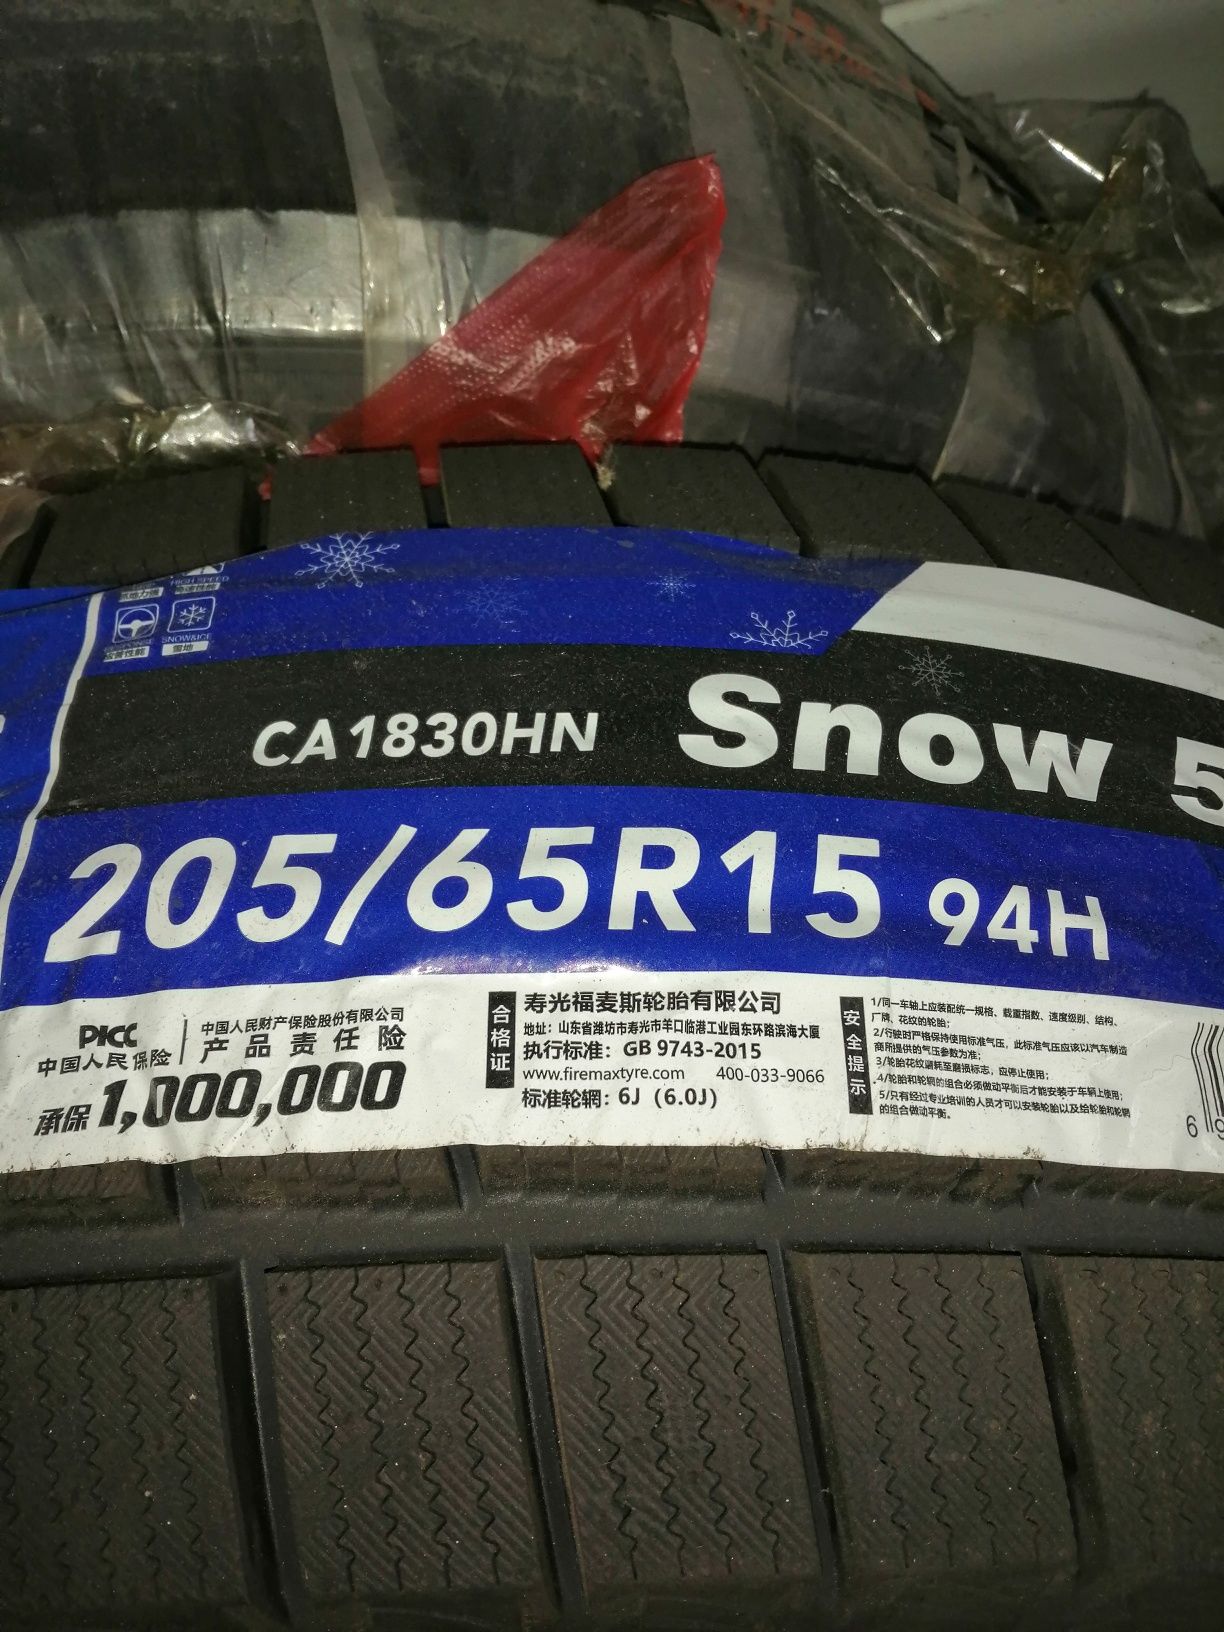 HIGH SPEED
SNOW&ICE
雪地
CA1830HN Snow 5
205/65R15 94H
PICC
中国人民保险
中国人民财产保险股份有限公司
产品责任险
承保1,000,000
合格证
寿光福麦斯轮胎有限公司
地址：山东省潍坊市寿光市羊口临港工业园东环路滨海大厦
执行标准：GB 9743-2015
www.firemaxtyre.com 400-033-9066
标准轮辋：6J（6.0J）
安全提示
1/同一车轴上应装配统一规格、载重指数、速度级别、结构、
厂牌、花纹的轮胎；
2/行驶时严格保持使用标准气压，此标准气压应该以汽车制造
商所提供的气压参数为准；
3/轮胎花纹磨耗至磨损标志，应停止使用；
4/轮胎和轮辋的组合必须做动平衡后才能安装于车辆上使用；
5/只有经过专业培训的人员才可以安装轮胎以及给轮胎和轮辋
的组合做动平衡。
6 9